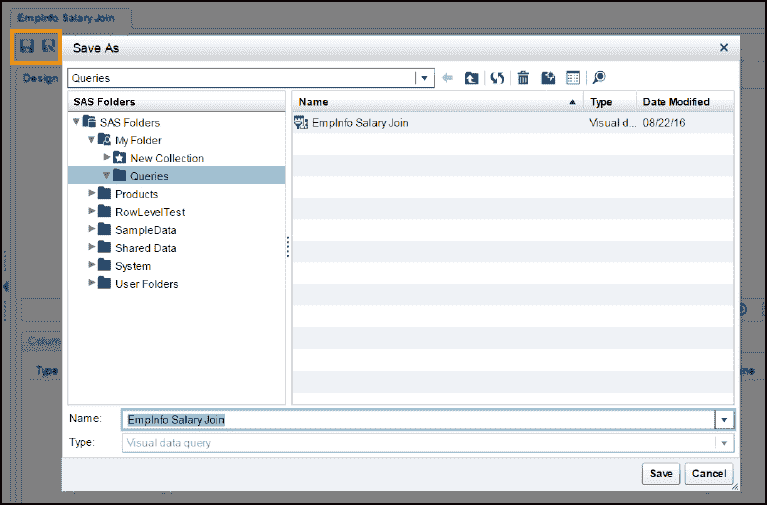 EmpInfo Salary Join
Save As
Design
Queries
SAS Folders
Name Type Date Modified
SAS Folders
EmpInfo Salary Join Visual d... 08/22/16
My Folder
New Collection
Queries
Products
RowLevelTest
SampleData
Shared Data
System
User Folders
Colum
Type
Name: EmpInfo Salary Join
Type: Visual data query
Save Cancel